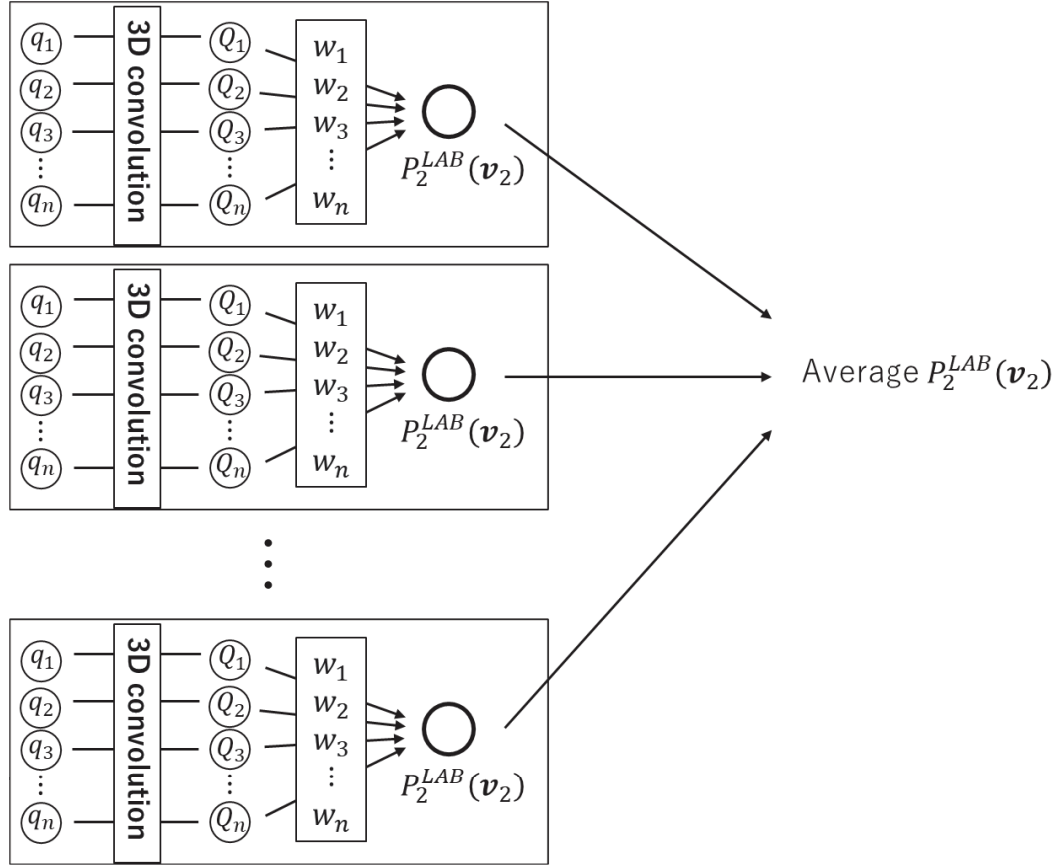 q₁ Q₁ w₁
q₂ Q₂ w₂
q₃ 3D convolution Q₃ w₃
⋮ ⋮ ⋮ P₂ᴸᴬᴮ(𝒗₂)
qₙ Qₙ wₙ
q₁ Q₁ w₁
q₂ Q₂ w₂
q₃ 3D convolution Q₃ w₃ Average P₂ᴸᴬᴮ(𝒗₂)
⋮ ⋮ ⋮ P₂ᴸᴬᴮ(𝒗₂)
qₙ Qₙ wₙ
⋮
q₁ Q₁ w₁
q₂ Q₂ w₂
q₃ 3D convolution Q₃ w₃
⋮ ⋮ ⋮ P₂ᴸᴬᴮ(𝒗₂)
qₙ Qₙ wₙ